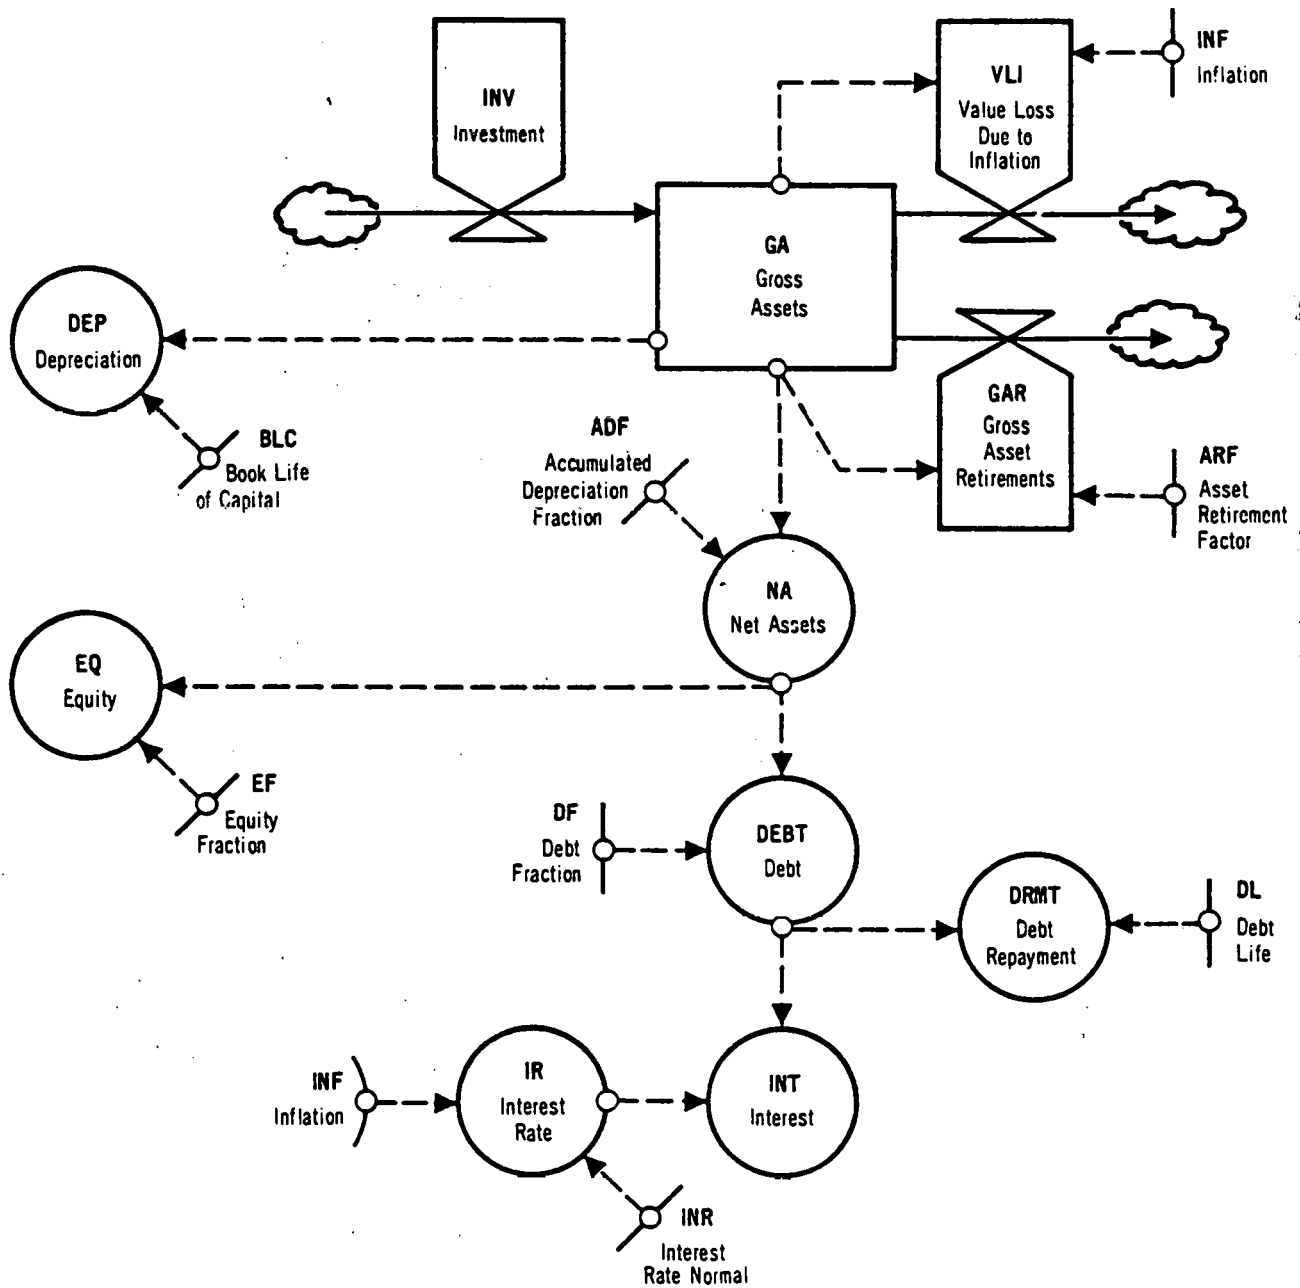 INV
Investment
VLI
Value Loss
Due to
Inflation
INF
Inflation
GA
Gross
Assets
DEP
Depreciation
BLC
Book Life
of Capital
ADF
Accumulated
Depreciation
Fraction
GAR
Gross
Asset
Retirements
ARF
Asset
Retirement
Factor
NA
Net Assets
EQ
Equity
EF
Equity
Fraction
DF
Debt
Fraction
DEBT
Debt
DRMT
Debt
Repayment
DL
Debt
Life
INF
Inflation
IR
Interest
Rate
INT
Interest
INR
Interest
Rate Normal